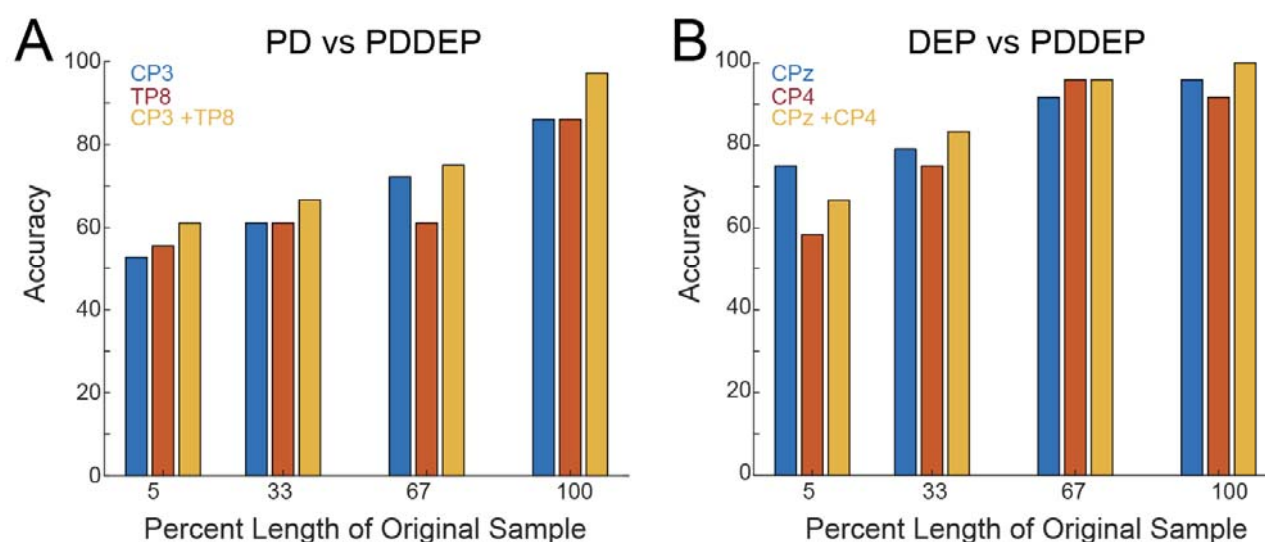 A
PD vs PDDEP
CP3
TP8
CP3 +TP8
Accuracy
100
80
60
40
20
0
5 33 67 100
Percent Length of Original Sample
B
DEP vs PDDEP
CPz
CP4
CPz +CP4
Accuracy
100
80
60
40
20
0
5 33 67 100
Percent Length of Original Sample